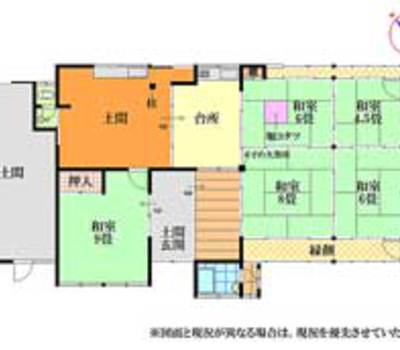 土間
柱
台所
和室
6畳
和室
4.5畳
掘コタツ
土間
押入
和室
9畳
土間
玄関
和室
8畳
和室
6畳
縁側
※図面と現況が異なる場合は、現況を優先させていた